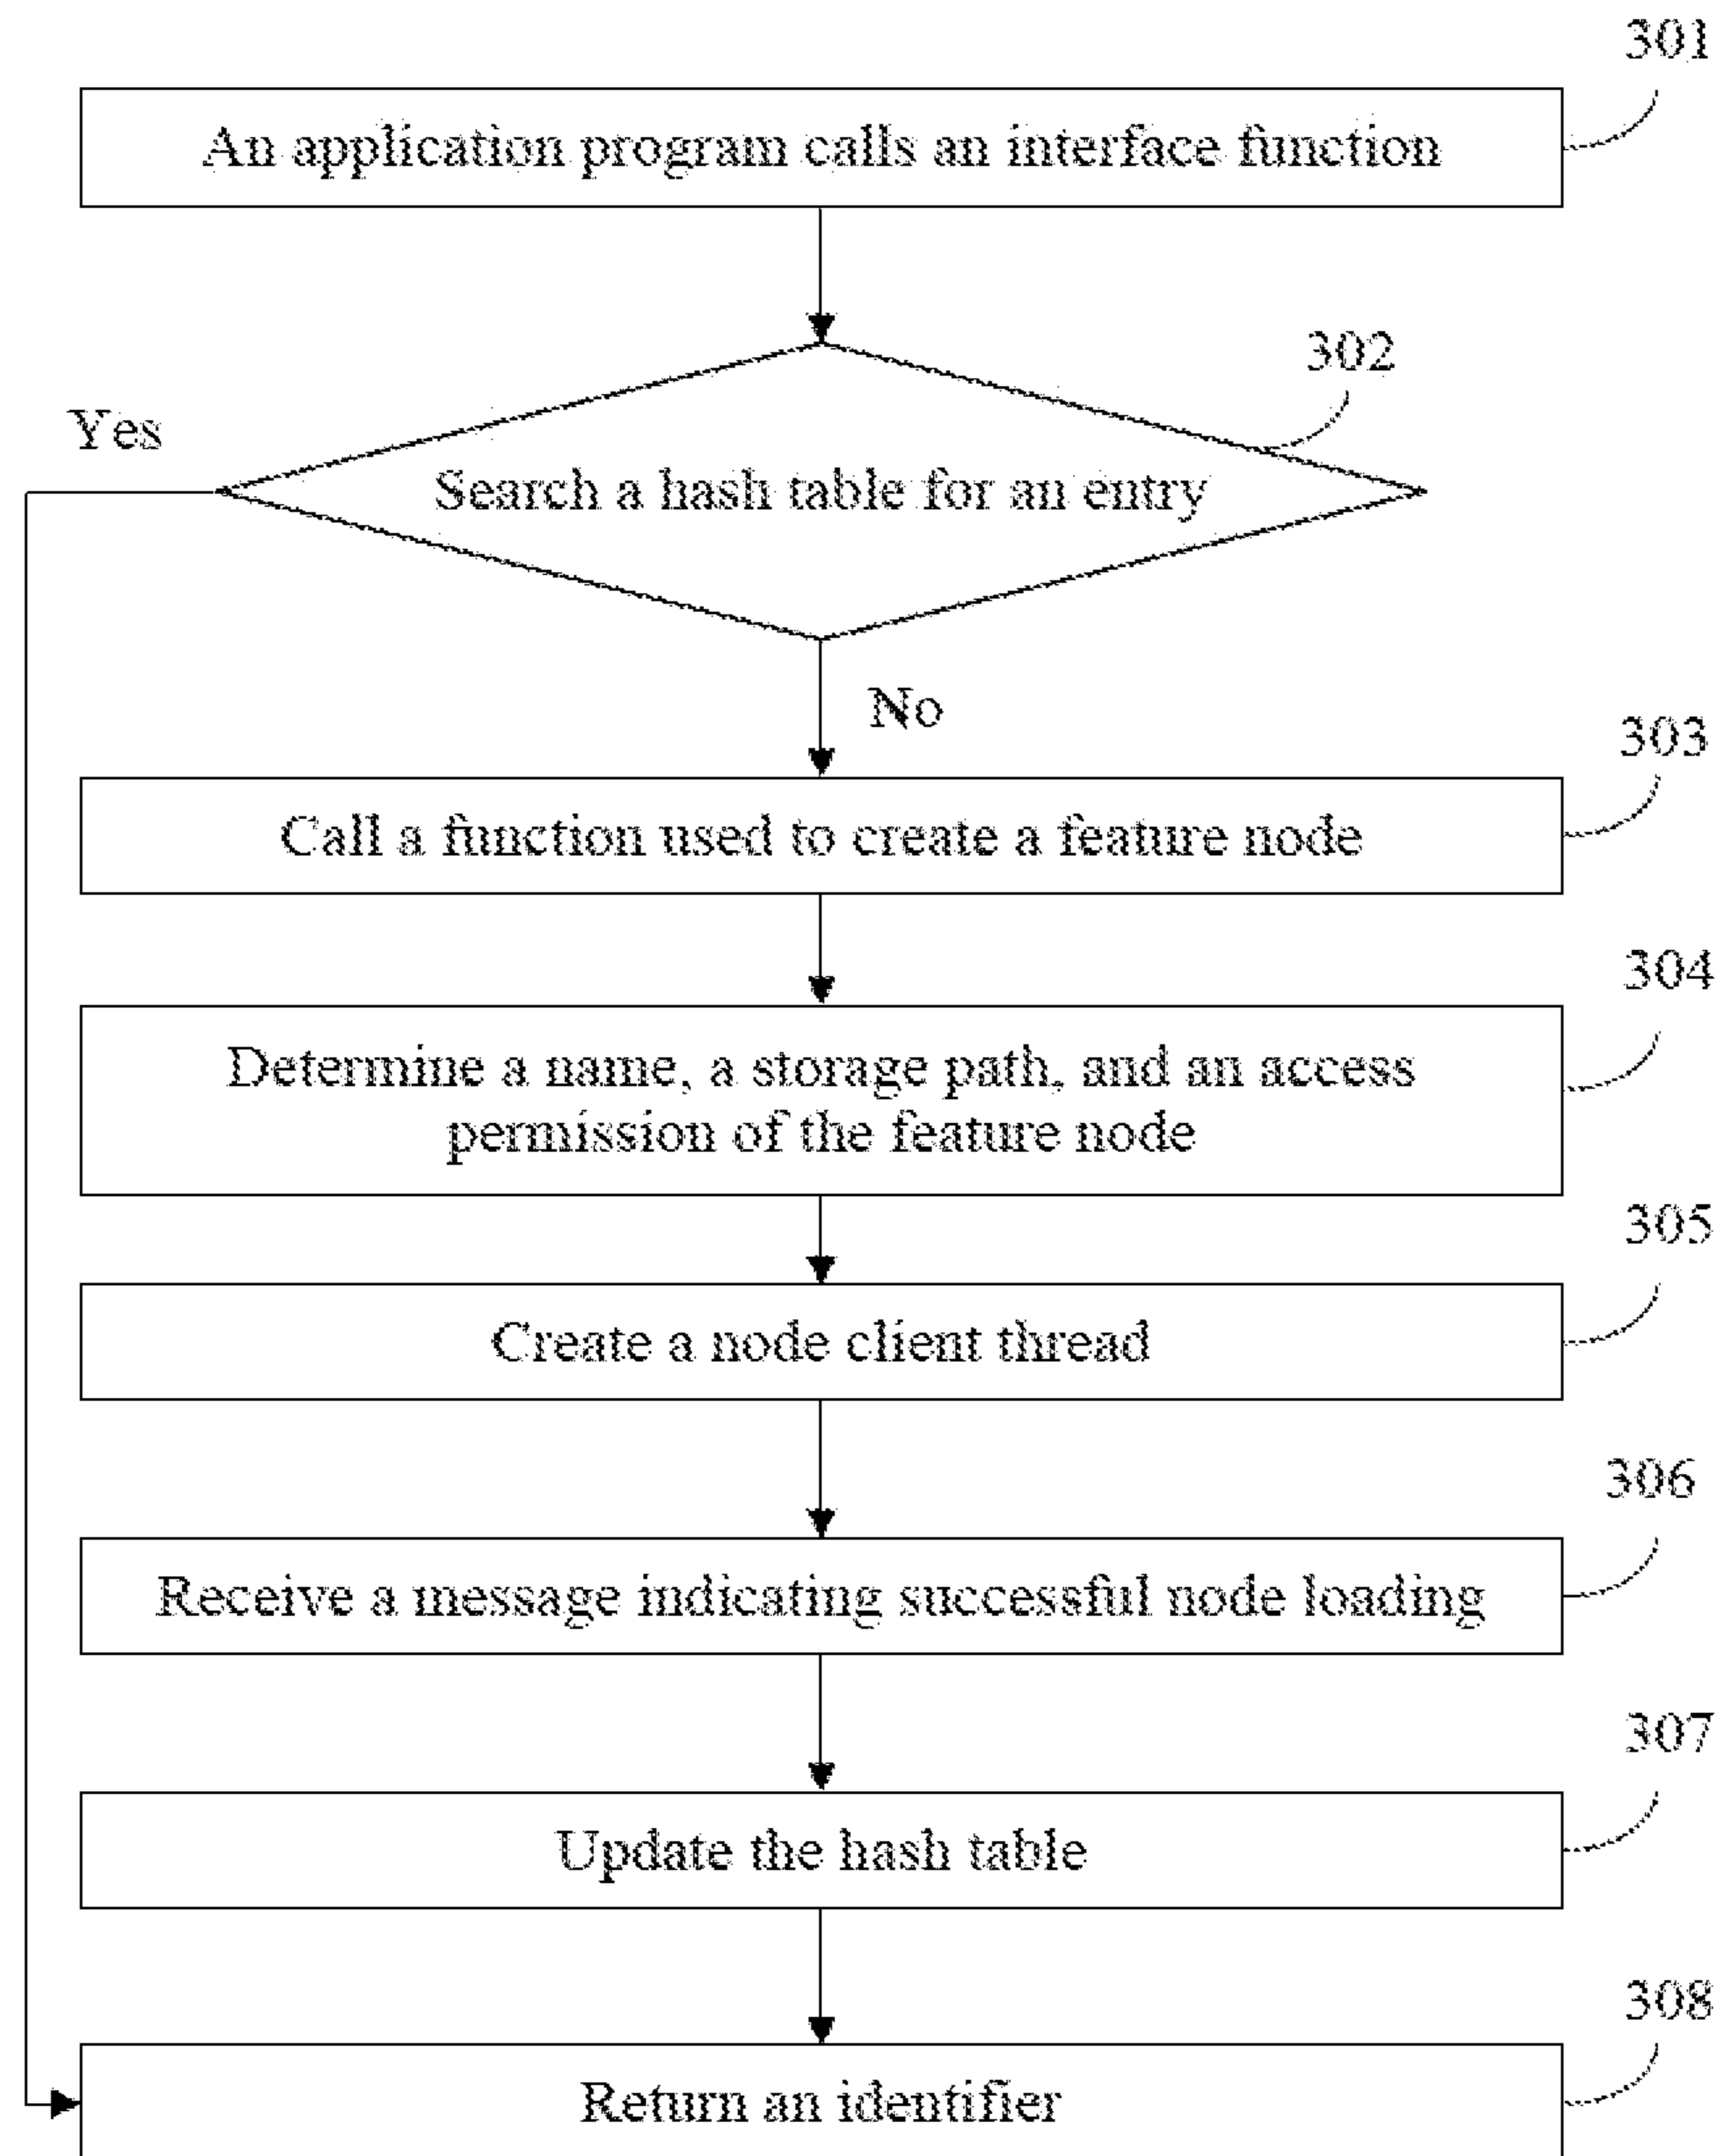 301
An application program calls an interface function
302
Yes
Search a hash table for an entry
No
303
Call a function used to create a feature node
304
Determine a name, a storage path, and an access
permission of the feature node
305
Create a node client thread
306
Receive a message indicating successful node loading
307
Update the hash table
308
Return an identifier